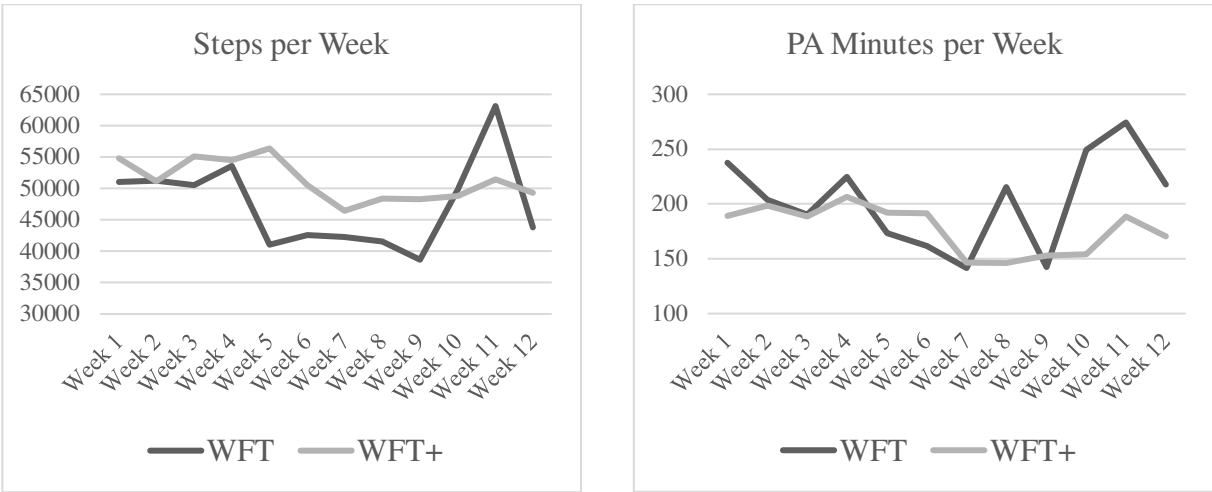 Steps per Week
65000
60000
55000
50000
45000
40000
35000
30000
Week 1
Week 2
Week 3
Week 4
Week 5
Week 6
Week 7
Week 8
Week 9
Week 10
Week 11
Week 12
WFT WFT+
PA Minutes per Week
300
250
200
150
100
Week 1
Week 2
Week 3
Week 4
Week 5
Week 6
Week 7
Week 8
Week 9
Week 10
Week 11
Week 12
WFT WFT+